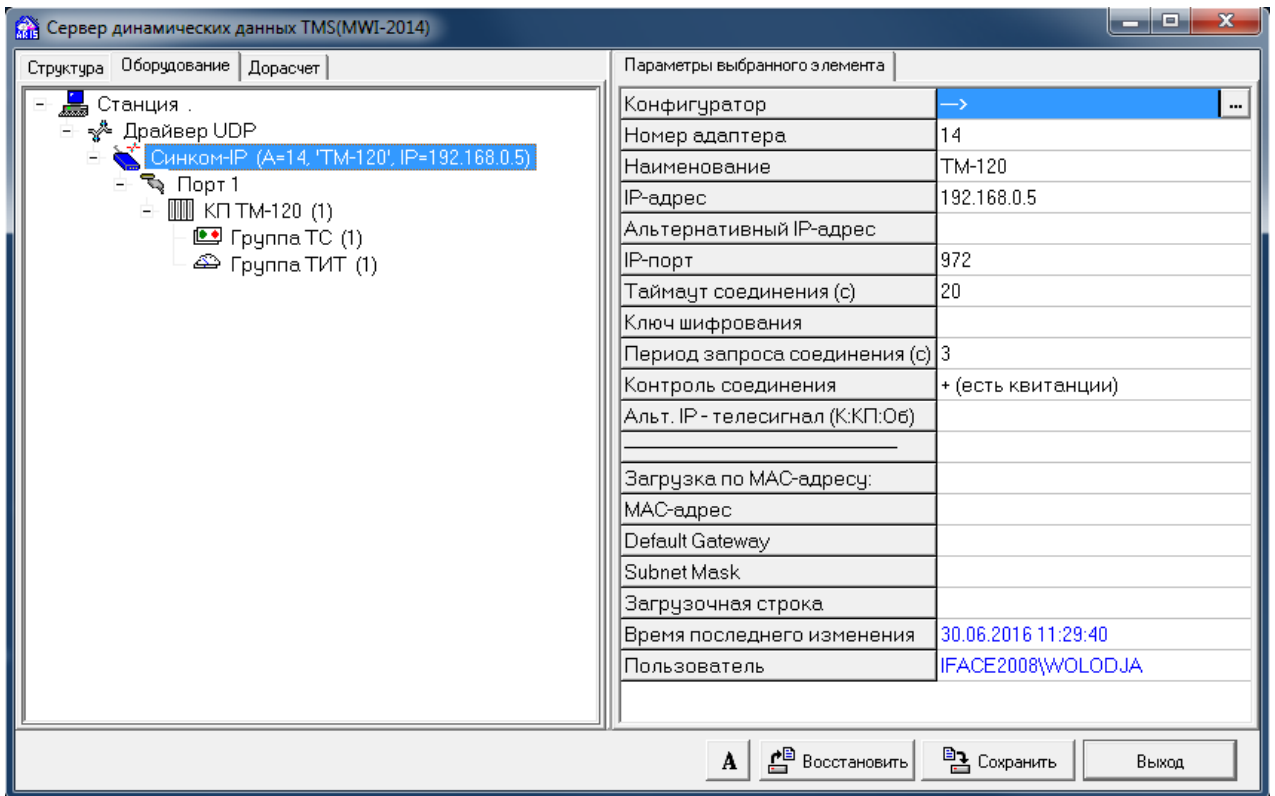 Сервер динамических данных TMS(MWI-2014)
Структура Оборудование Дорасчет
Станция .
Драйвер UDP
Синком-IP (A=14, 'ТМ-120', IP=192.168.0.5)
Порт 1
КП ТМ-120 (1)
Группа ТС (1)
Группа ТИТ (1)
Параметры выбранного элемента
Конфигуратор —> ...
Номер адаптера 14
Наименование ТМ-120
IP-адрес 192.168.0.5
Альтернативный IP-адрес
IP-порт 972
Таймаут соединения (с) 20
Ключ шифрования
Период запроса соединения (с) 3
Контроль соединения + (есть квитанции)
Альт. IP - телесигнал (К:КП:Об)
Загрузка по MAC-адресу:
MAC-адрес
Default Gateway
Subnet Mask
Загрузочная строка
Время последнего изменения 30.06.2016 11:29:40
Пользователь IFACE2008\WOLODJA
А Восстановить Сохранить Выход